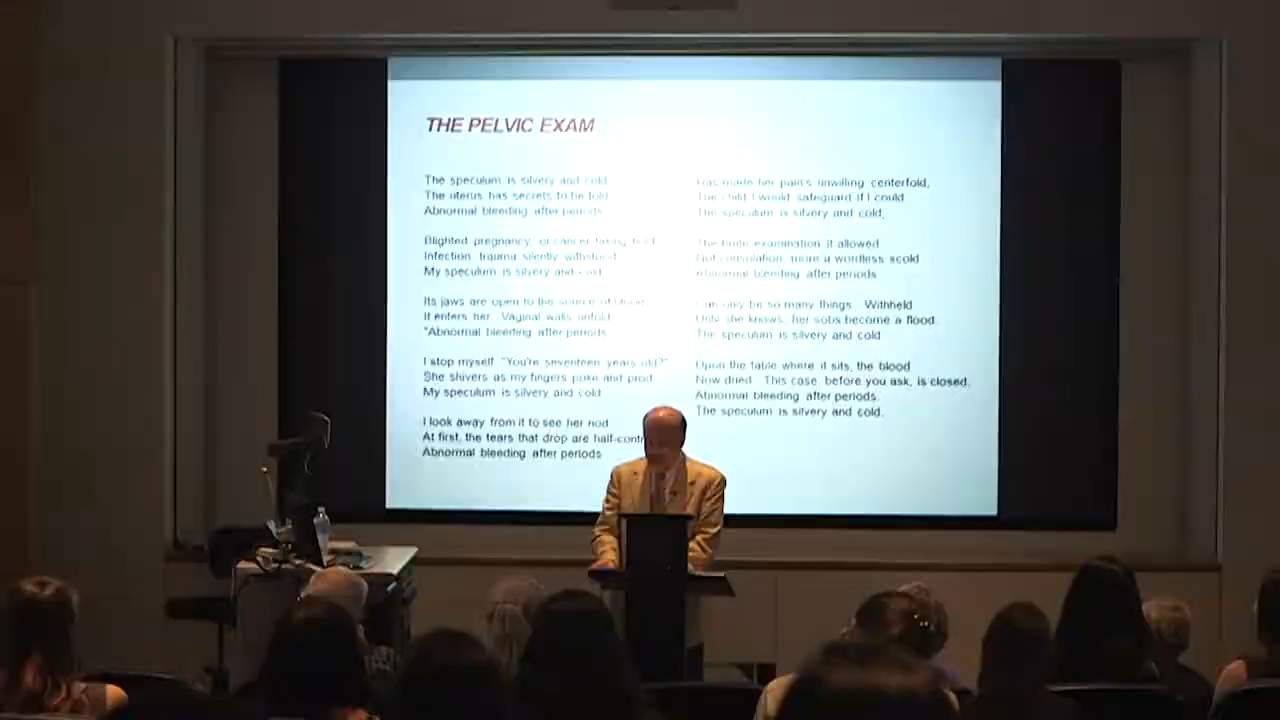 THE PELVIC EXAM
The speculum is silvery and cold
The uterus has secrets to be told
Abnormal bleeding after periods
Blighted pregnancy, or cancer taking hold
Infection, trauma silently withstood
My speculum is silvery and cold
Its jaws are open to the source of blood
It enters her. Vaginal walls unfold
"Abnormal bleeding after periods
I stop myself. "You're seventeen years old?"
She shivers as my fingers poke and prod
My speculum is silvery and cold
I look away from it to see her nod
At first, the tears that drop are
Abnormal bleeding after periods
Has made her pain's unwilling centerfold,
The child I would safeguard if I could
The speculum is silvery and cold,
The brute examination it allowed
Not consolation, more a wordless scold
Abnormal bleeding after periods
Can only be so many things. Withheld
Only she knows, her sobs become a flood
The speculum is silvery and cold
Upon the table where it sits, the blood
Now dried. This case, before you ask, is closed.
Abnormal bleeding after periods.
The speculum is silvery and cold.